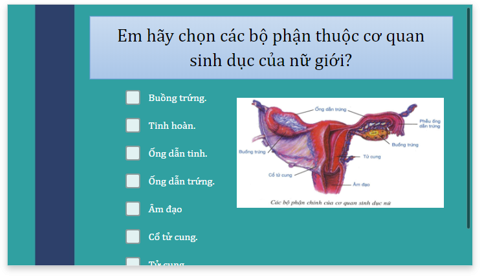 Em hãy chọn các bộ phận thuộc cơ quan
sinh dục của nữ giới?
Buồng trứng.
Tinh hoàn.
Ống dẫn tinh.
Ống dẫn trứng.
Âm đạo
Cổ tử cung.
Tử cung
Ống dẫn trứng
Phễu ống
dẫn trứng
Buồng trứng
Buồng trứng
Tử cung
Cổ tử cung
Âm đạo
Các bộ phận chính của cơ quan sinh dục nữ